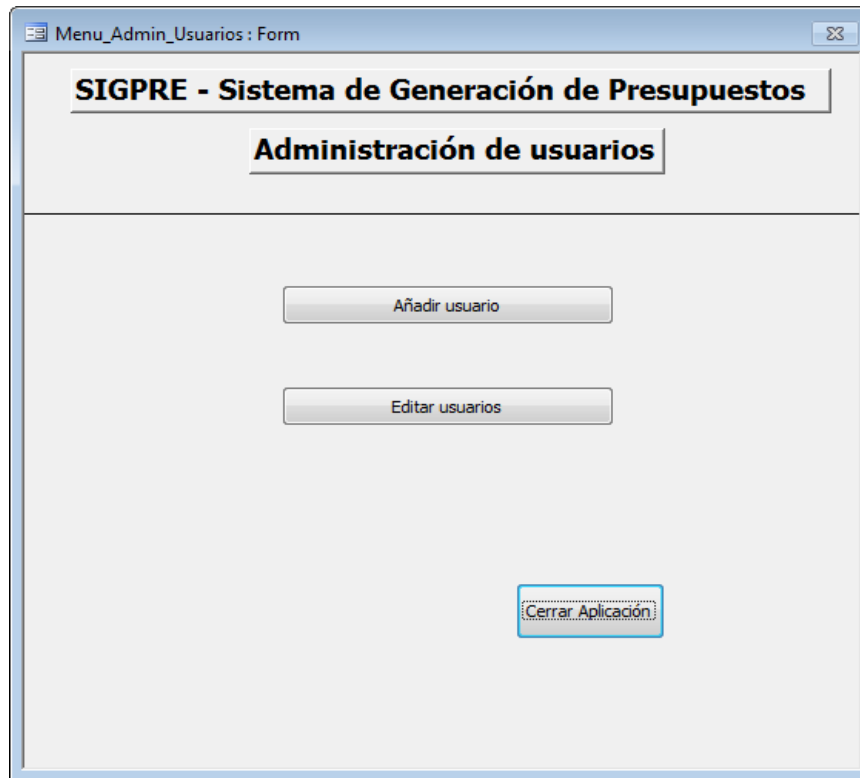 Menu_Admin_Usuarios : Form
SIGPRE - Sistema de Generación de Presupuestos
Administración de usuarios
Añadir usuario
Editar usuarios
Cerrar Aplicación